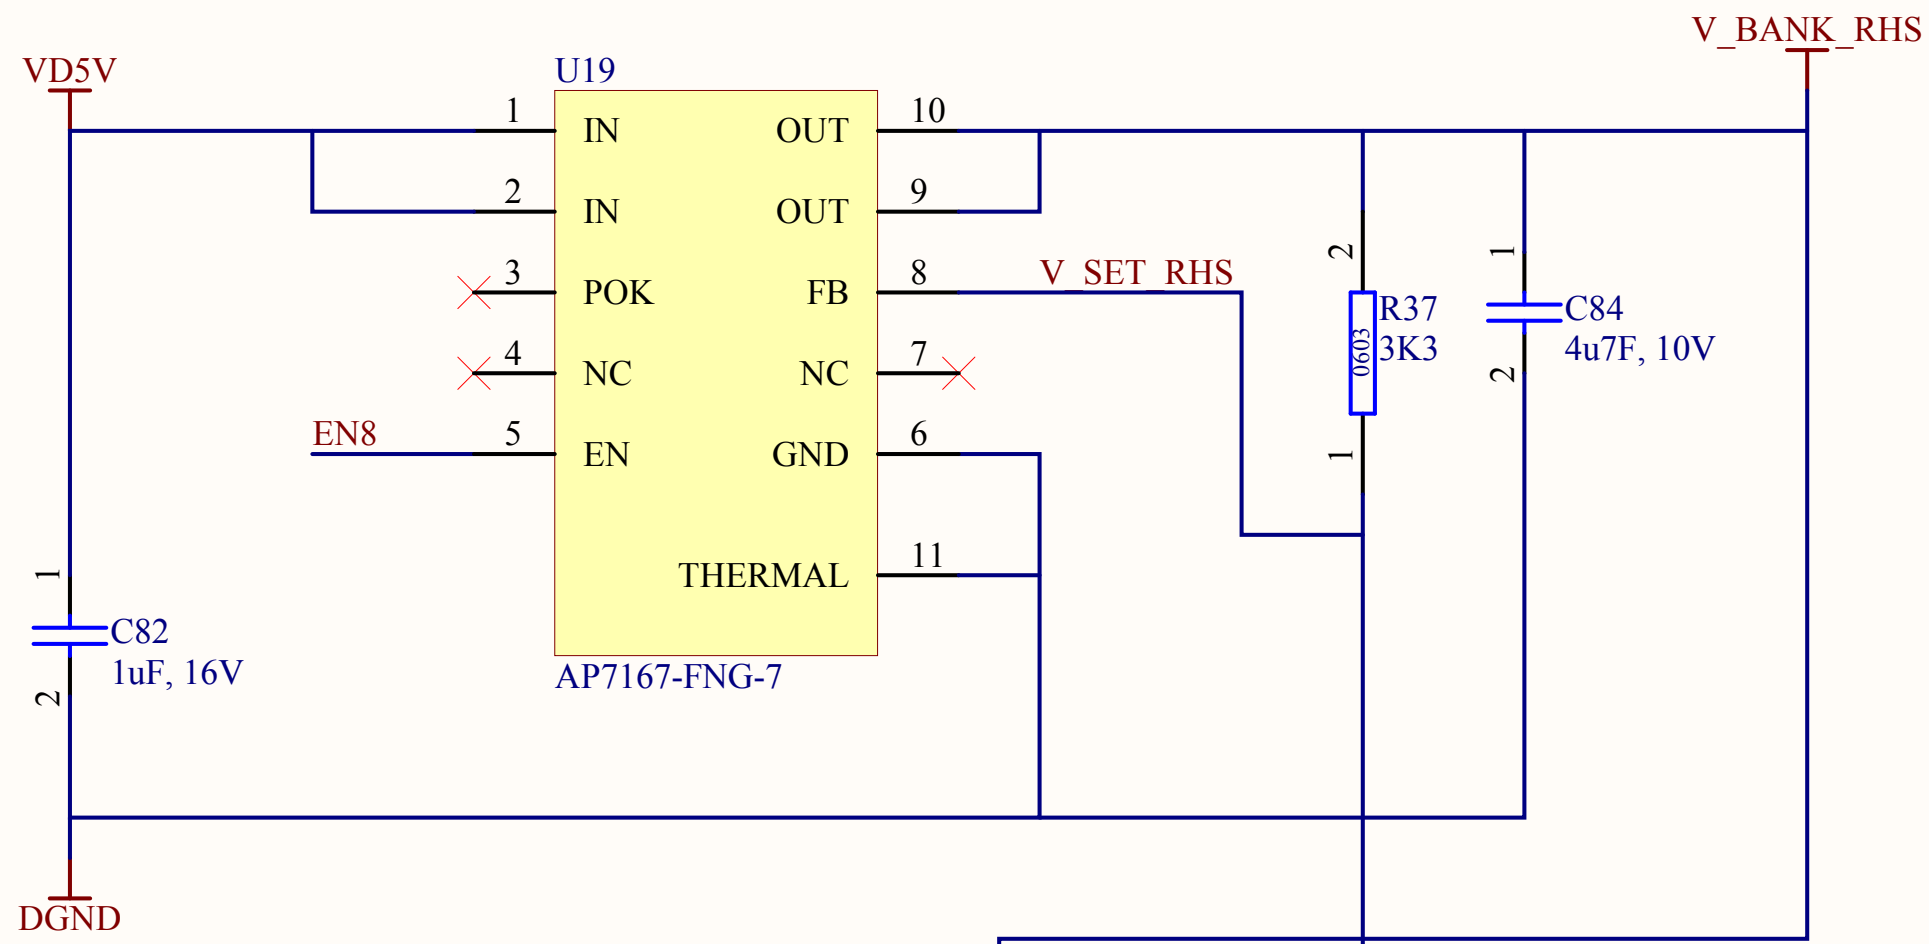 V_BANK_RHS
VD5V
U19
1
IN
OUT
10
2
IN
OUT
9
3
POK
FB
8
V_SET_RHS
4
NC
NC
7
EN8
5
EN
GND
6
THERMAL
11
AP7167-FNG-7
2
R37
3K3
0603
1
1
C84
4u7F, 10V
2
1
C82
1uF, 16V
2
DGND